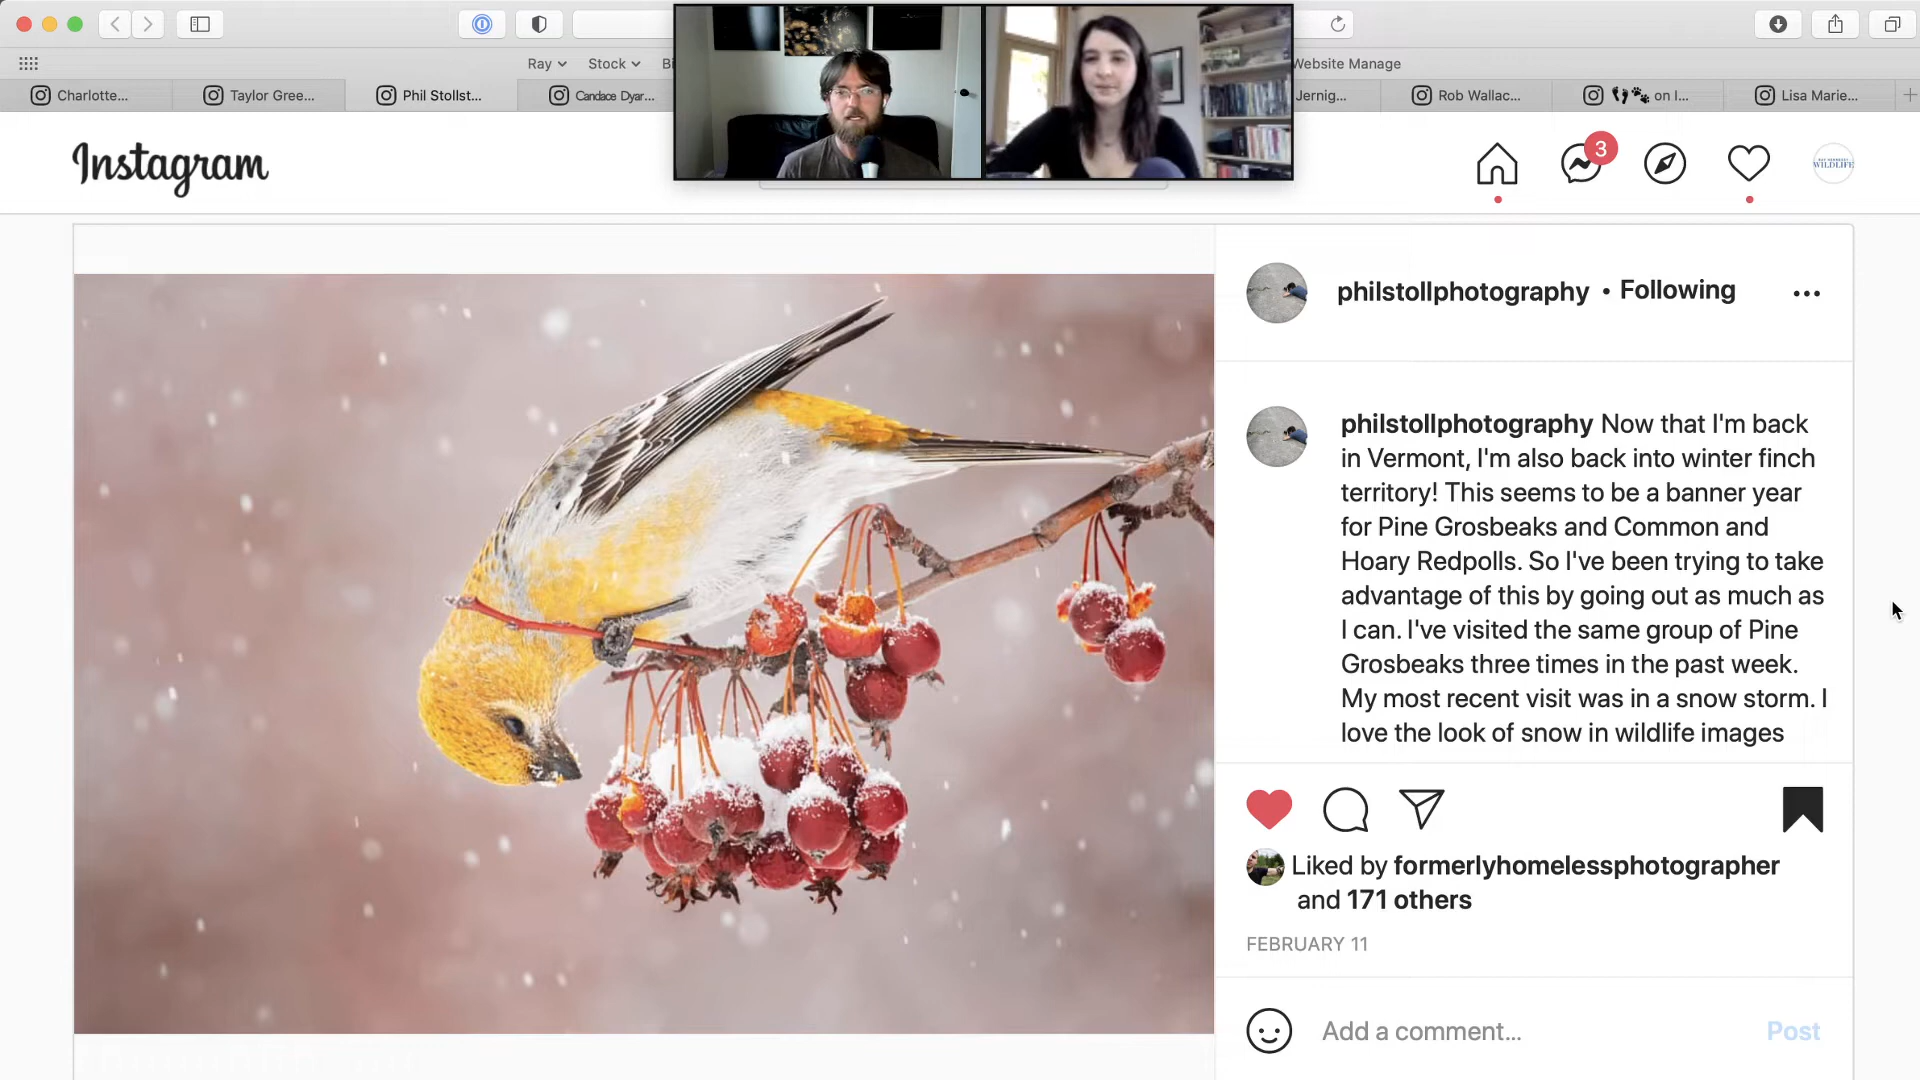 Ray
Stock
Website Manage
Charlotte...
Taylor Gree...
Phil Stollst...
Candace Dyar...
Jernig...
Rob Wallac...
on I...
Lisa Marie...
Instagram
3
WILDLIFE
philstollphotography • Following
philstollphotography Now that I'm back
in Vermont, I'm also back into winter finch
territory! This seems to be a banner year
for Pine Grosbeaks and Common and
Hoary Redpolls. So I've been trying to take
advantage of this by going out as much as
I can. I've visited the same group of Pine
Grosbeaks three times in the past week.
My most recent visit was in a snow storm. I
love the look of snow in wildlife images
Liked by formerlyhomelessphotographer
and 171 others
FEBRUARY 11
Add a comment...
Post